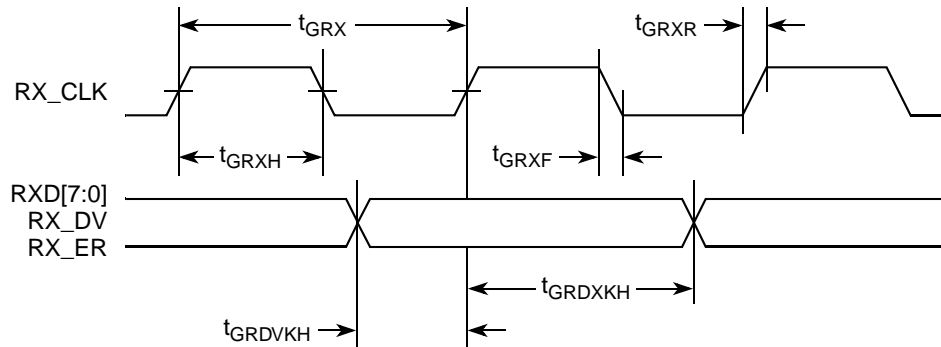 tGRX
tGRXR
RX_CLK
tGRXH
tGRXF
RXD[7:0]
RX_DV
RX_ER
tGRDXKH
tGRDVKH